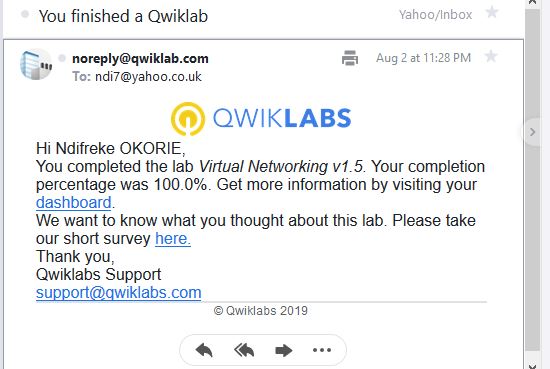 You finished a Qwiklab
Yahoo/Inbox
noreply@qwiklab.com
Aug 2 at 11:28 PM
To: ndi7@yahoo.co.uk
QWIKLABS
Hi Ndifreke OKORIE,
You completed the lab Virtual Networking v1.5. Your completion
percentage was 100.0%. Get more information by visiting your
dashboard.
We want to know what you thought about this lab. Please take
our short survey here.
Thank you,
Qwiklabs Support
support@qwiklabs.com
© Qwiklabs 2019